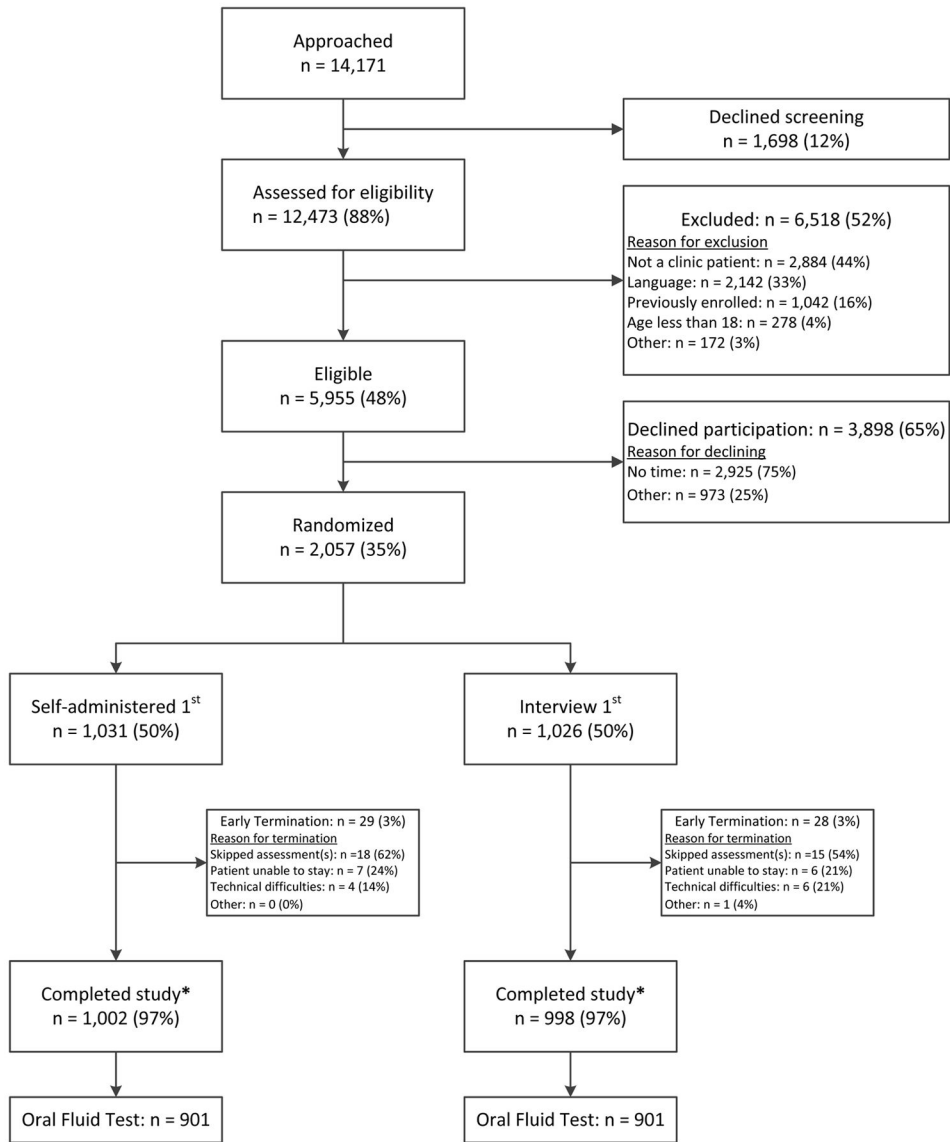 Approached
n = 14,171
Declined screening
n = 1,698 (12%)
Assessed for eligibility
n = 12,473 (88%)
Excluded: n = 6,518 (52%)
Reason for exclusion
Not a clinic patient: n = 2,884 (44%)
Language: n = 2,142 (33%)
Previously enrolled: n = 1,042 (16%)
Age less than 18: n = 278 (4%)
Other: n = 172 (3%)
Eligible
n = 5,955 (48%)
Declined participation: n = 3,898 (65%)
Reason for declining
No time: n = 2,925 (75%)
Other: n = 973 (25%)
Randomized
n = 2,057 (35%)
Self-administered 1st
n = 1,031 (50%)
Interview 1st
n = 1,026 (50%)
Early Termination: n = 29 (3%)
Reason for termination
Skipped assessment(s): n =18 (62%)
Patient unable to stay: n = 7 (24%)
Technical difficulties: n = 4 (14%)
Other: n = 0 (0%)
Early Termination: n = 28 (3%)
Reason for termination
Skipped assessment(s): n =15 (54%)
Patient unable to stay: n = 6 (21%)
Technical difficulties: n = 6 (21%)
Other: n = 1 (4%)
Completed study*
n = 1,002 (97%)
Completed study*
n = 998 (97%)
Oral Fluid Test: n = 901
Oral Fluid Test: n = 901